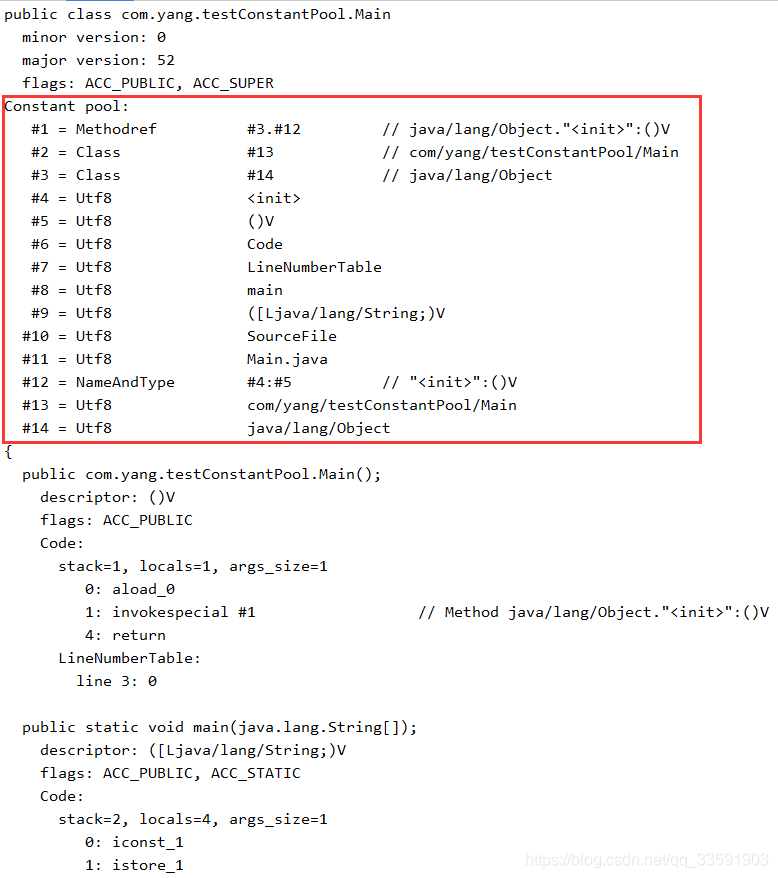 public class com.yang.testConstantPool.Main
  minor version: 0
  major version: 52
  flags: ACC_PUBLIC, ACC_SUPER
Constant pool:
   #1 = Methodref          #3.#12         // java/lang/Object."<init>":()V
   #2 = Class              #13            // com/yang/testConstantPool/Main
   #3 = Class              #14            // java/lang/Object
   #4 = Utf8               <init>
   #5 = Utf8               ()V
   #6 = Utf8               Code
   #7 = Utf8               LineNumberTable
   #8 = Utf8               main
   #9 = Utf8               ([Ljava/lang/String;)V
  #10 = Utf8               SourceFile
  #11 = Utf8               Main.java
  #12 = NameAndType        #4:#5          // "<init>":()V
  #13 = Utf8               com/yang/testConstantPool/Main
  #14 = Utf8               java/lang/Object
{
  public com.yang.testConstantPool.Main();
    descriptor: ()V
    flags: ACC_PUBLIC
    Code:
      stack=1, locals=1, args_size=1
         0: aload_0
         1: invokespecial #1                  // Method java/lang/Object."<init>":()V
         4: return
      LineNumberTable:
        line 3: 0

  public static void main(java.lang.String[]);
    descriptor: ([Ljava/lang/String;)V
    flags: ACC_PUBLIC, ACC_STATIC
    Code:
      stack=2, locals=4, args_size=1
         0: iconst_1
         1: istore_1
https://blog.csdn.net/qq_33591903